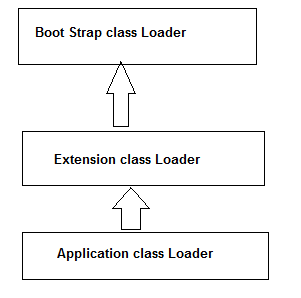 Boot Strap class Loader
Extension class Loader
Application class Loader